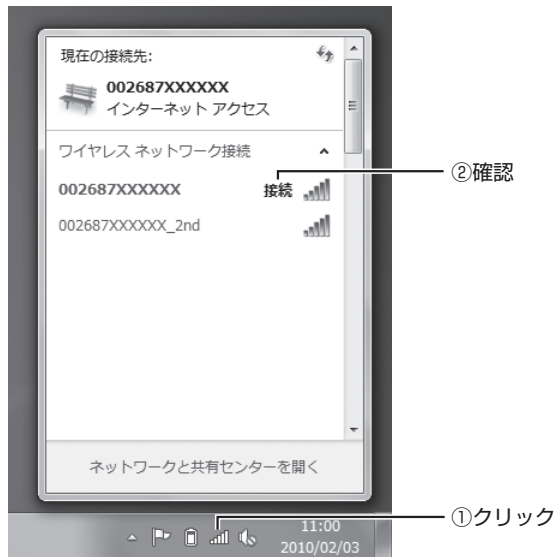 現在の接続先:
002687XXXXXX
インターネット アクセス
ワイヤレス ネットワーク接続
002687XXXXXX 接続
②確認
002687XXXXXX_2nd
ネットワークと共有センターを開く
①クリック
11:00
2010/02/03